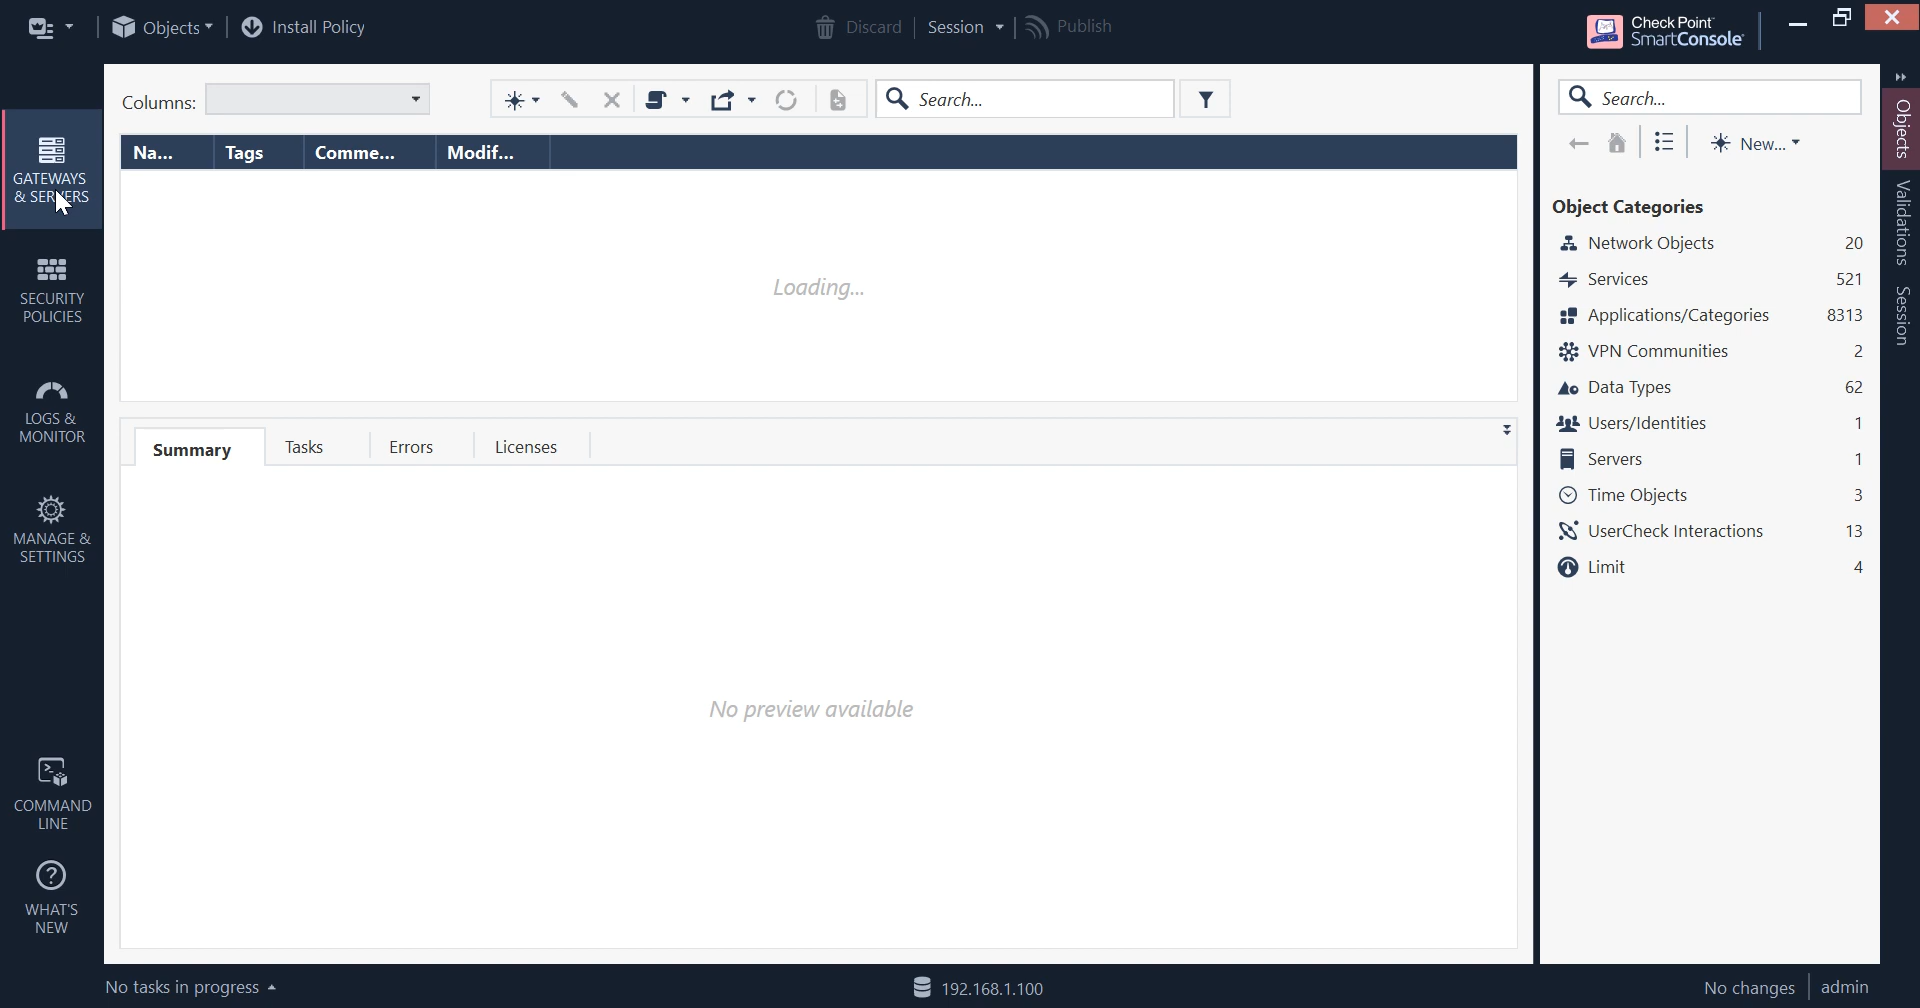 Objects
Install Policy
Discard
Session
Publish
Check Point
SmartConsole
Columns:
Search...
Search...
New...
Na...
Tags
Comme...
Modif...
Loading...
GATEWAYS
& SERVERS
SECURITY
POLICIES
LOGS &
MONITOR
MANAGE &
SETTINGS
COMMAND
LINE
WHAT'S
NEW
Summary
Tasks
Errors
Licenses
No preview available
Object Categories
Network Objects 20
Services 521
Applications/Categories 8313
VPN Communities 2
Data Types 62
Users/Identities 1
Servers 1
Time Objects 3
UserCheck Interactions 13
Limit 4
Objects
Validations
Session
No tasks in progress
192.168.1.100
No changes
admin